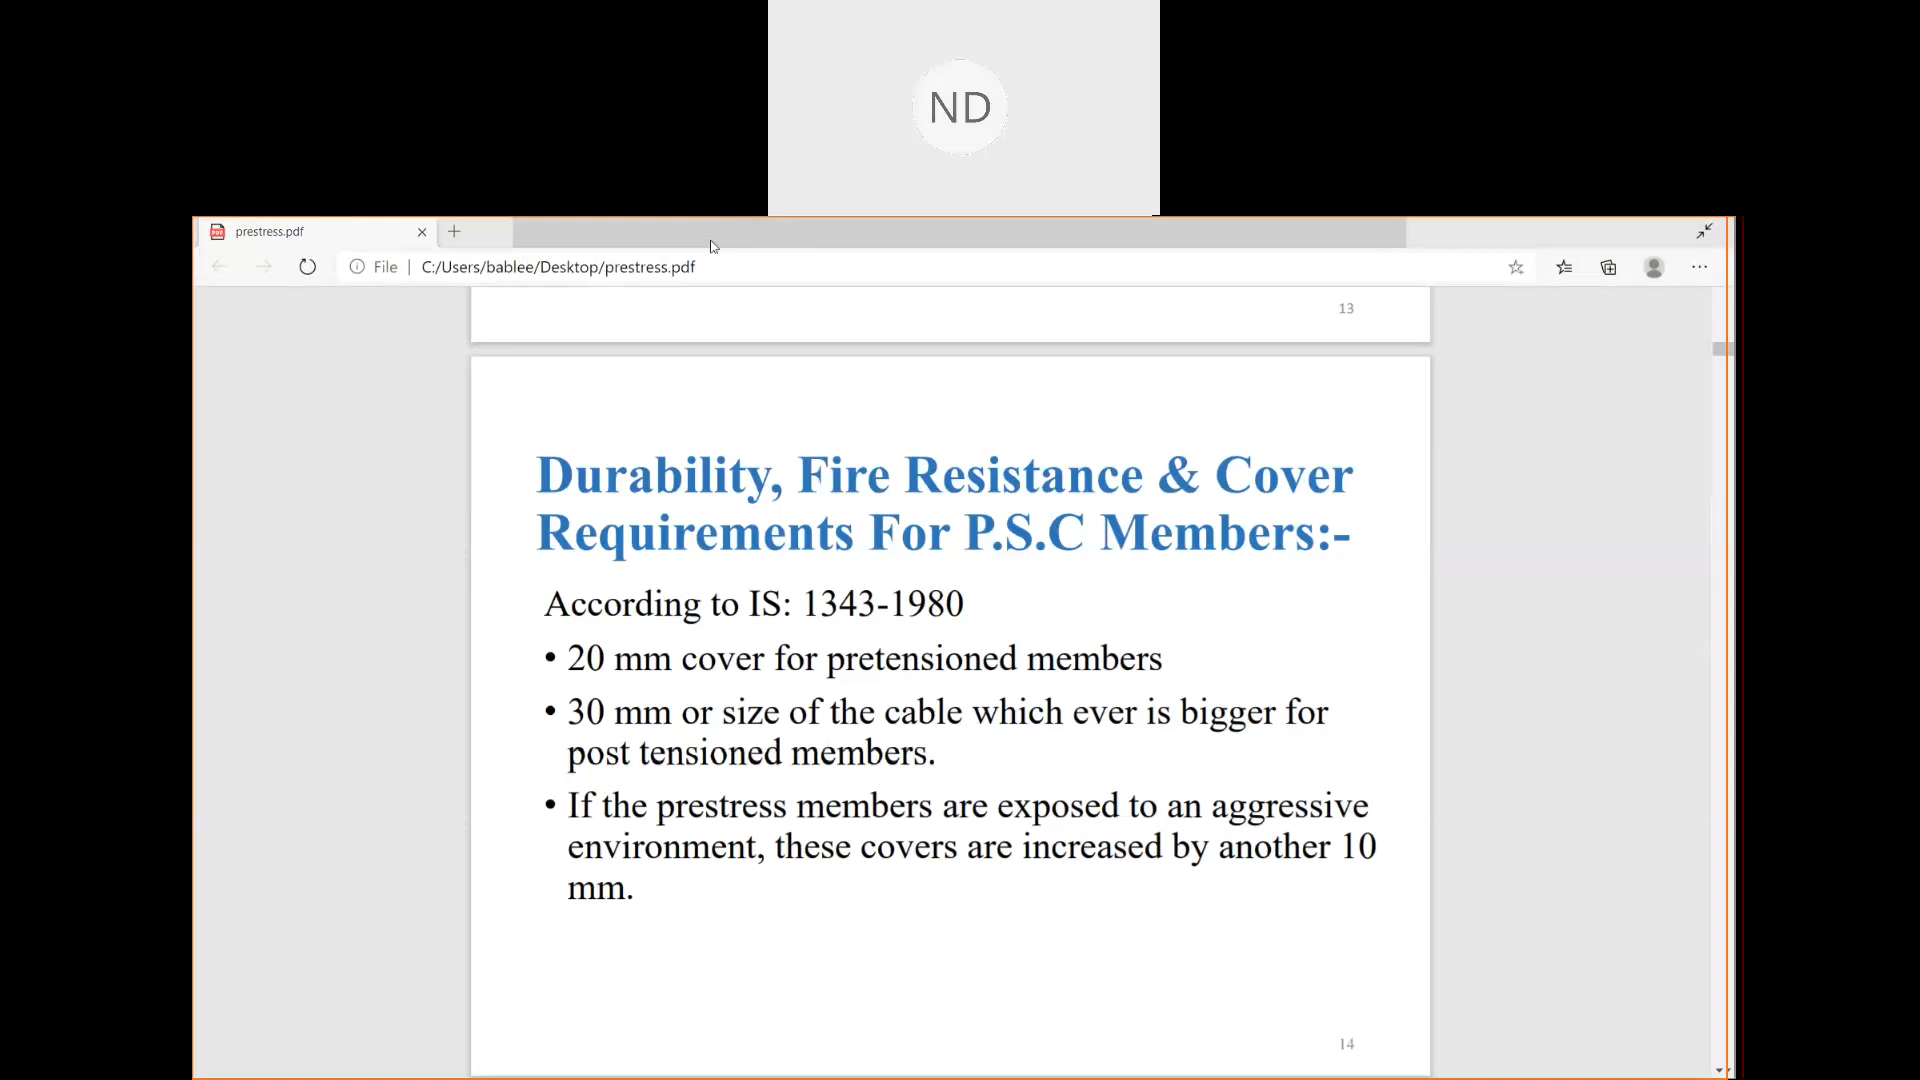 ND
prestress.pdf
File | C:/Users/bablee/Desktop/prestress.pdf
13
Durability, Fire Resistance & Cover
Requirements For P.S.C Members:-
According to IS: 1343-1980
• 20 mm cover for pretensioned members
• 30 mm or size of the cable which ever is bigger for
post tensioned members.
• If the prestress members are exposed to an aggressive
environment, these covers are increased by another 10
mm.
14